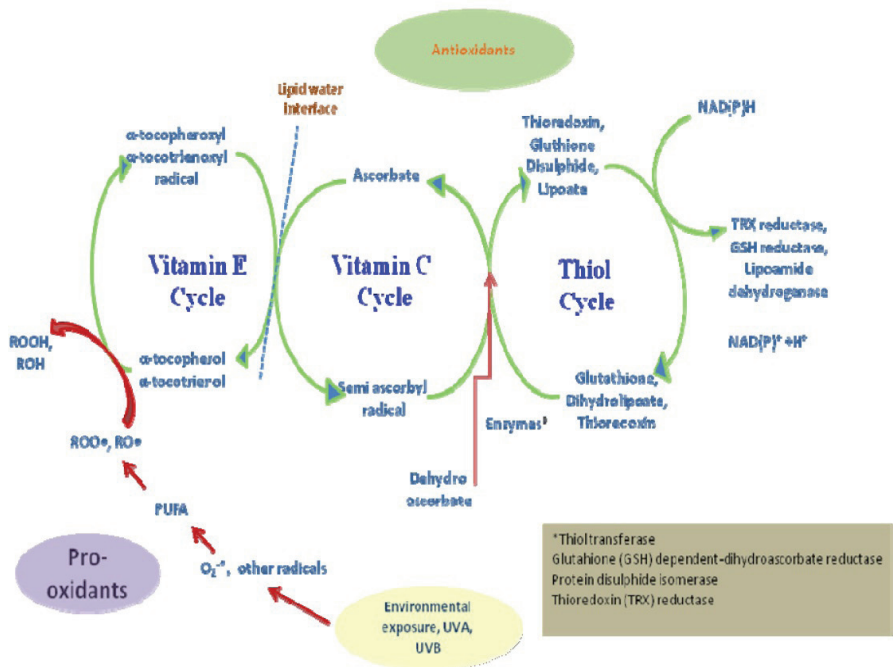 Antioxidants
Lipid water
Interface
α-tocopheroxyl
α-tocotrienoxyl
radical
Ascorbate
Thioredoxin,
Gluthione
Disulphide,
Lipoate
NAD(P)H
TRX reductase,
GSH reductase,
Lipoamide
dehydrogenase
NAD(P)⁺+H⁺
Vitamin E
Cycle
Vitamin C
Cycle
Thiol
Cycle
ROOH,
ROH
α-tocopherol
α-tocotrierol
Semi ascorbyl
radical
Glutathione,
Dihydrolipoate,
Thiorecoxin
Enzymes*
ROO•, RO•
Dehydro
ascorbate
PUFA
O₂⁻•, other radicals
Pro-
oxidants
Environmental
exposure, UVA,
UVB
*Thioltransferase
Glutahione (GSH) dependent-dihydroascorbate reductase
Protein disulphide isomerase
Thioredoxin (TRX) reductase